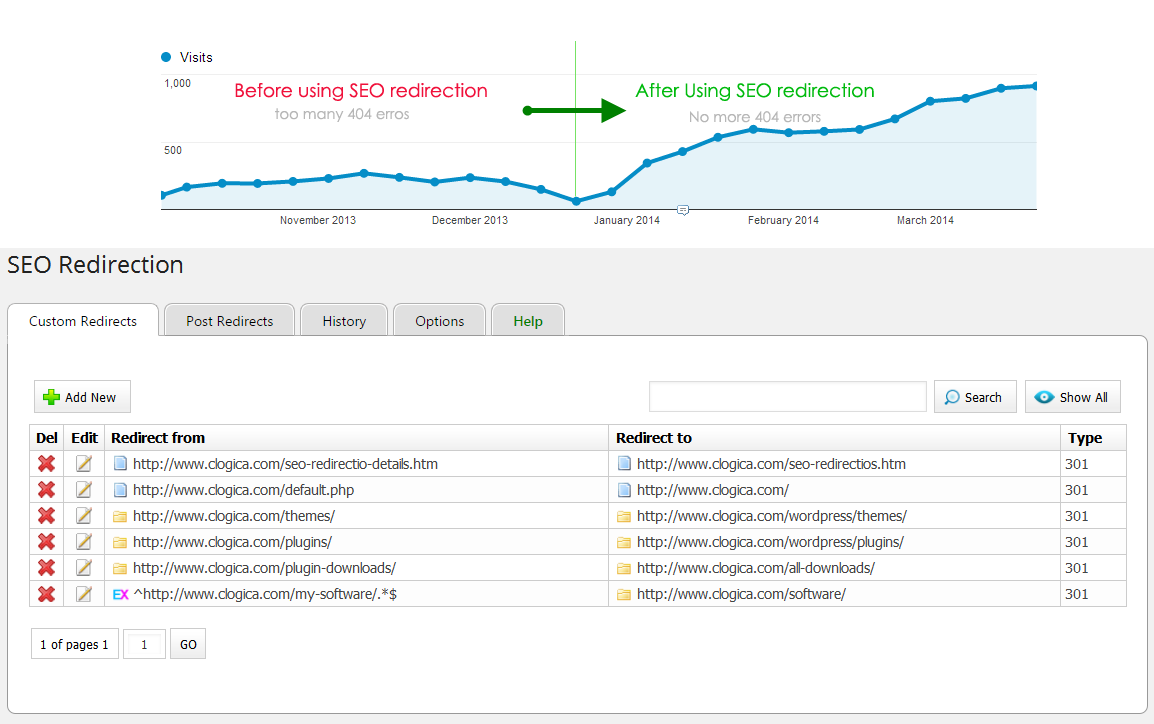 Visits
1,000
Before using SEO redirection
After Using SEO redirection
too many 404 erros
No more 404 errors
500
November 2013 December 2013 January 2014 February 2014 March 2014
SEO Redirection
Custom Redirects Post Redirects History Options Help
Add New Search Show All
Del Edit Redirect from Redirect to Type
http://www.clogica.com/seo-redirectio-details.htm http://www.clogica.com/seo-redirectios.htm 301
http://www.clogica.com/default.php http://www.clogica.com/ 301
http://www.clogica.com/themes/ http://www.clogica.com/wordpress/themes/ 301
http://www.clogica.com/plugins/ http://www.clogica.com/wordpress/plugins/ 301
http://www.clogica.com/plugin-downloads/ http://www.clogica.com/all-downloads/ 301
EX ^http://www.clogica.com/my-software/.*$ http://www.clogica.com/software/ 301
1 of pages 1 1 GO